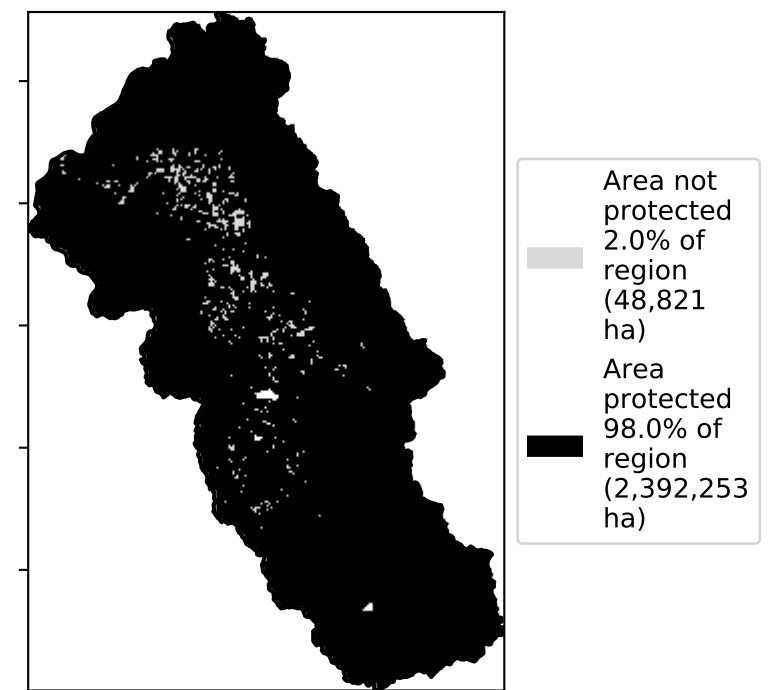 Area not
protected
2.0% of
region
(48,821
ha)
Area
protected
98.0% of
region
(2,392,253
ha)